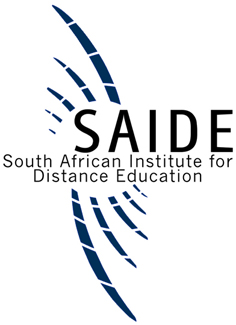 SAIDE
South African Institute for
Distance Education